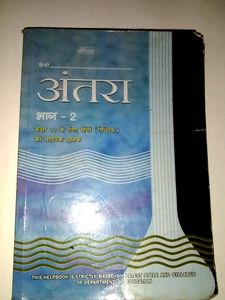 हिन्दी
अंतरा
भाग - 2
कक्षा 12 के लिए हिंदी (ऐच्छिक)
की सहायक पुस्तक
THIS HELPBOOK IS STRICTLY BASED ON LATEST STYLE AND SYLLABUS
OF DEPARTMENT OF EDUCATION